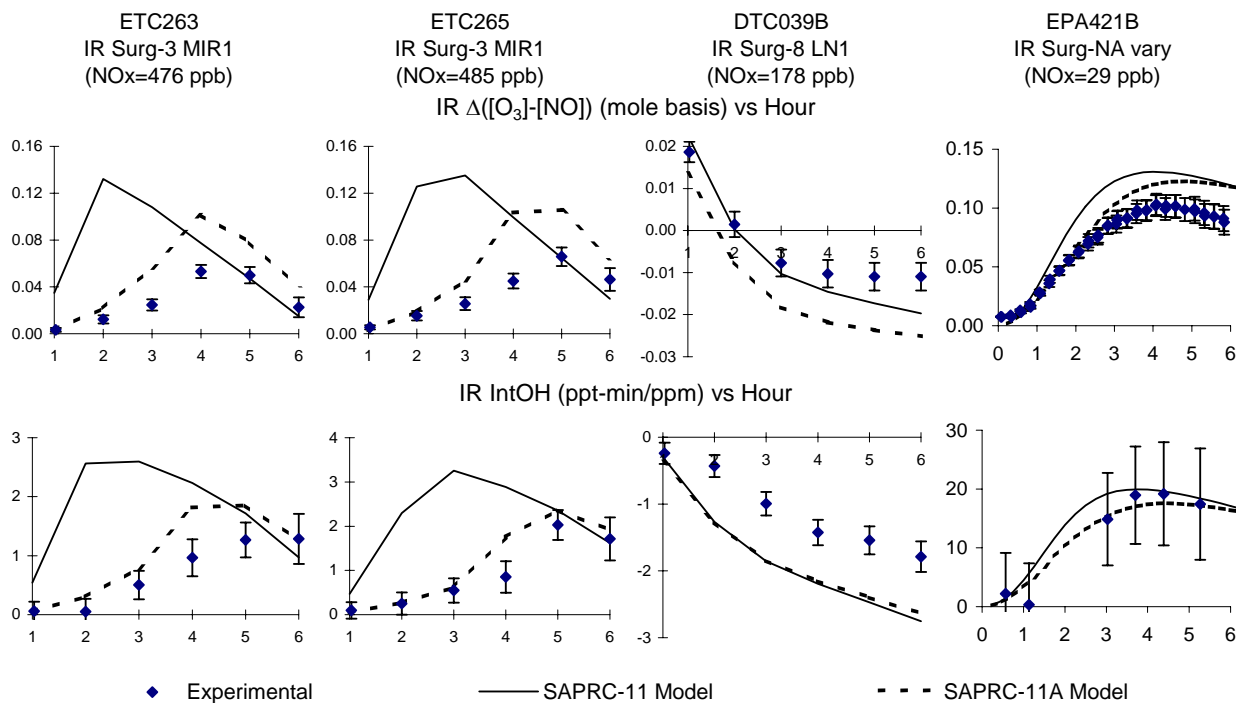 ETC263
IR Surg-3 MIR1
(NOx=476 ppb)
ETC265
IR Surg-3 MIR1
(NOx=485 ppb)
DTC039B
IR Surg-8 LN1
(NOx=178 ppb)
EPA421B
IR Surg-NA vary
(NOx=29 ppb)
IR Δ([O₃]-[NO]) (mole basis) vs Hour
0.16
0.12
0.08
0.04
0.00
1 2 3 4 5 6
0.16
0.12
0.08
0.04
0.00
1 2 3 4 5 6
0.02
0.01
0.00
-0.01
-0.02
-0.03
1 2 3 4 5 6
0.15
0.10
0.05
0.00
0 1 2 3 4 5 6
IR IntOH (ppt-min/ppm) vs Hour
3
2
1
0
1 2 3 4 5 6
4
3
2
1
0
1 2 3 4 5 6
0
-1
-2
-3
1 2 3 4 5 6
30
20
10
0
0 1 2 3 4 5 6
Experimental
SAPRC-11 Model
SAPRC-11A Model